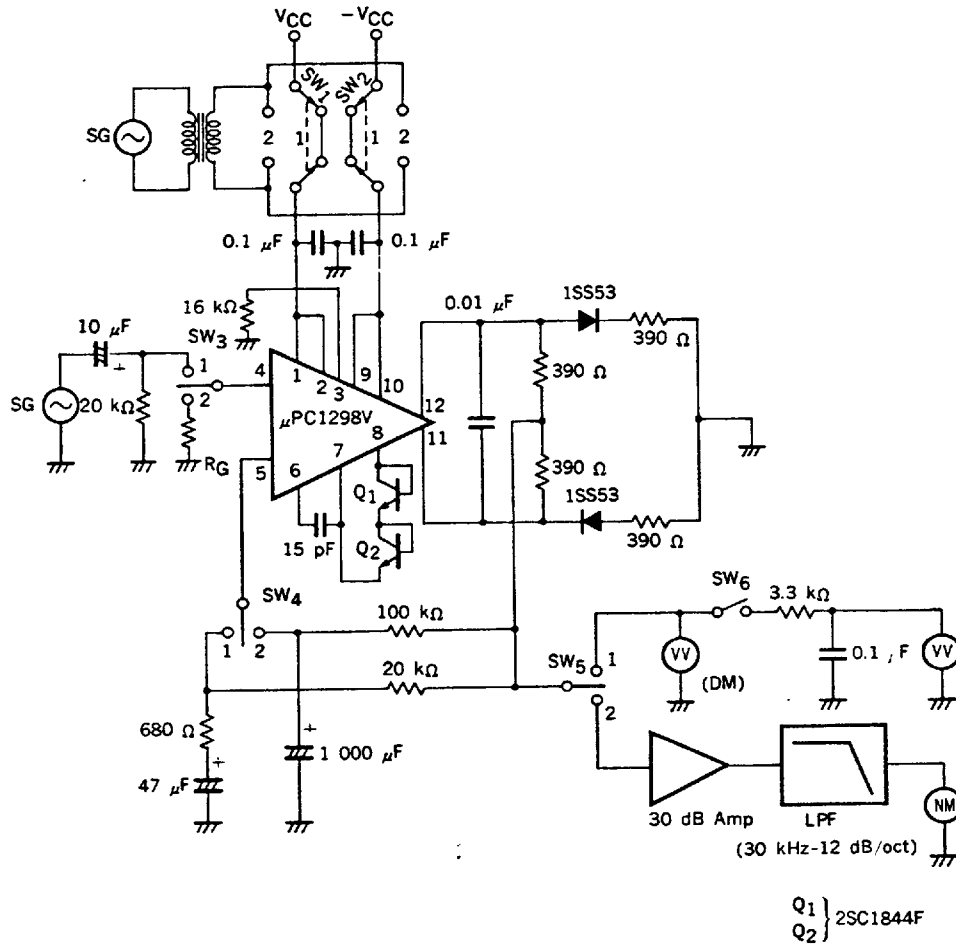 VCC
−VCC
SW1
SW2
SG
2
1
1
2
0.1 μF
0.1 μF
16 kΩ
10 μF
SW3
1
2
SG
20 kΩ
RG
4
5
1
2
3
9
10
μPC1298V
12
11
6
7
8
15 pF
Q1
Q2
0.01 μF
1SS53
390 Ω
390 Ω
390 Ω
1SS53
390 Ω
SW4
1
2
100 kΩ
20 kΩ
680 Ω
47 μF
+
+
+
1 000 μF
SW5
1
2
VV
(DM)
SW6
3.3 kΩ
0.1 , F
VV
30 dB Amp
LPF
(30 kHz-12 dB/oct)
NM
Q1
Q2
} 2SC1844F